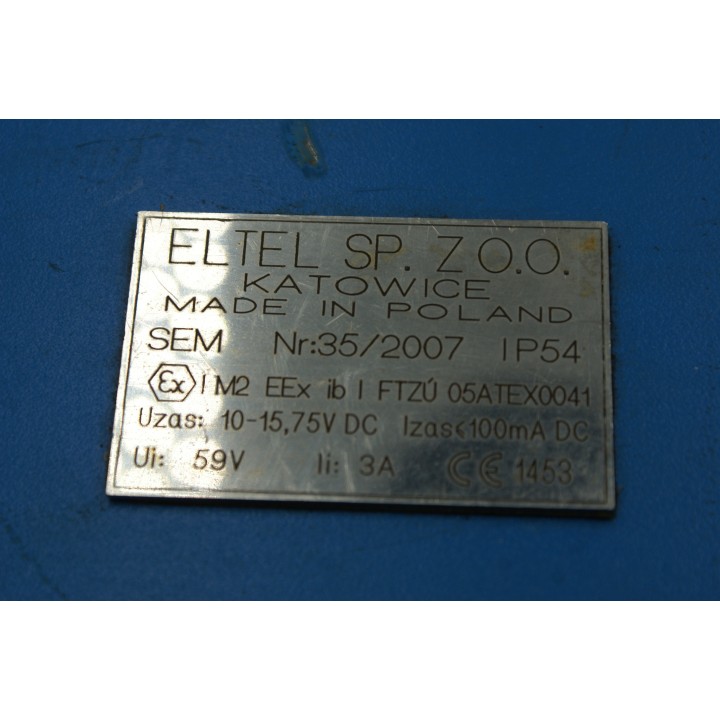 ELTEL SP. Z O.O.
KATOWICE
MADE IN POLAND
SEM Nr:35/2007 IP54
Ex I M2 EEx ib I FTZÚ 05ATEX0041
Uzas: 10-15,75V DC Izas<100mA DC
Ui: 59V Ii: 3A CE 1453